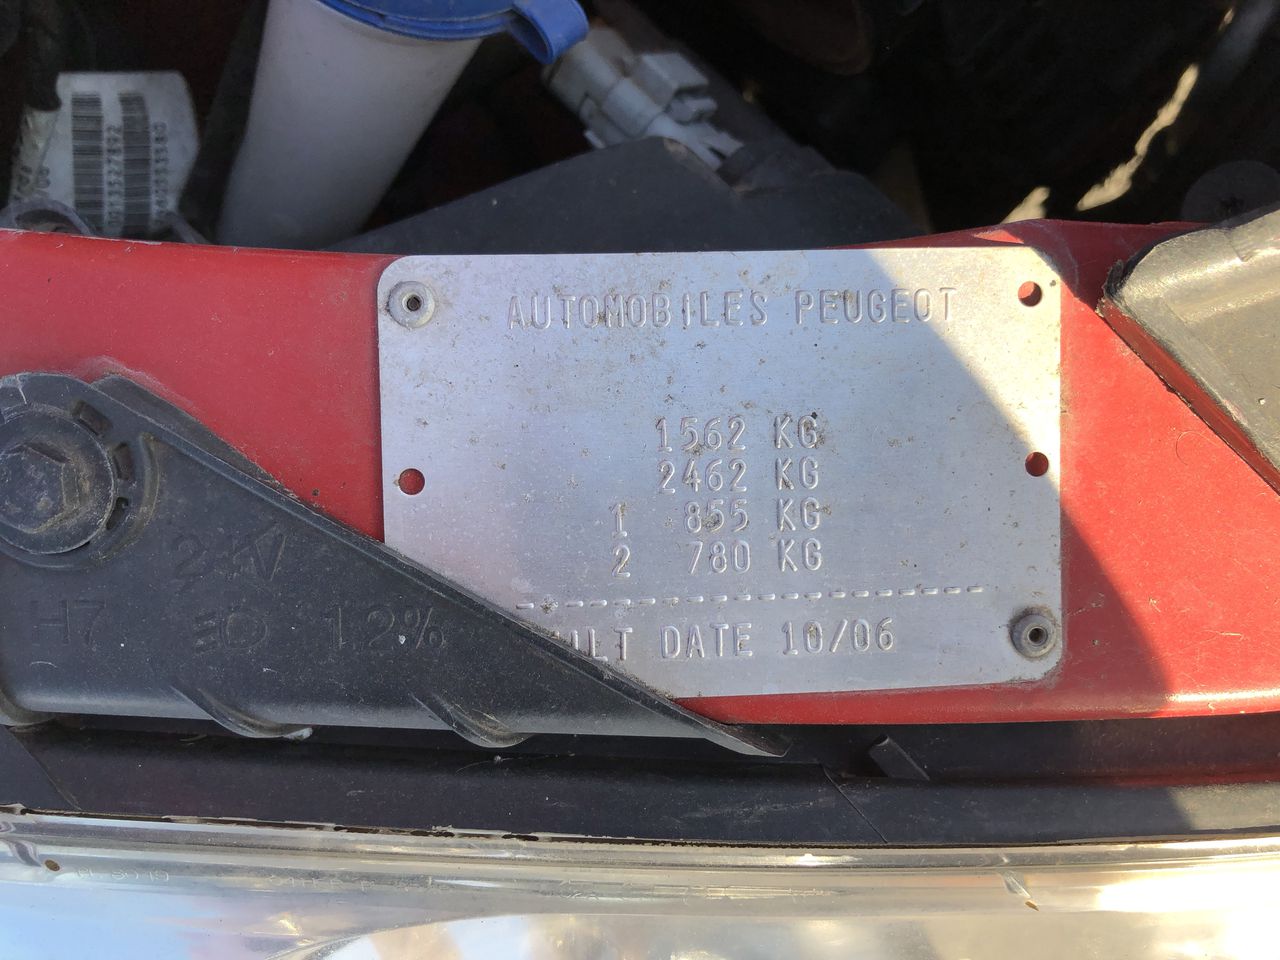 AUTOMOBILES PEUGEOT
1562 KG
2462 KG
1 855 KG
2 780 KG
DATE 10/06
H7 12%